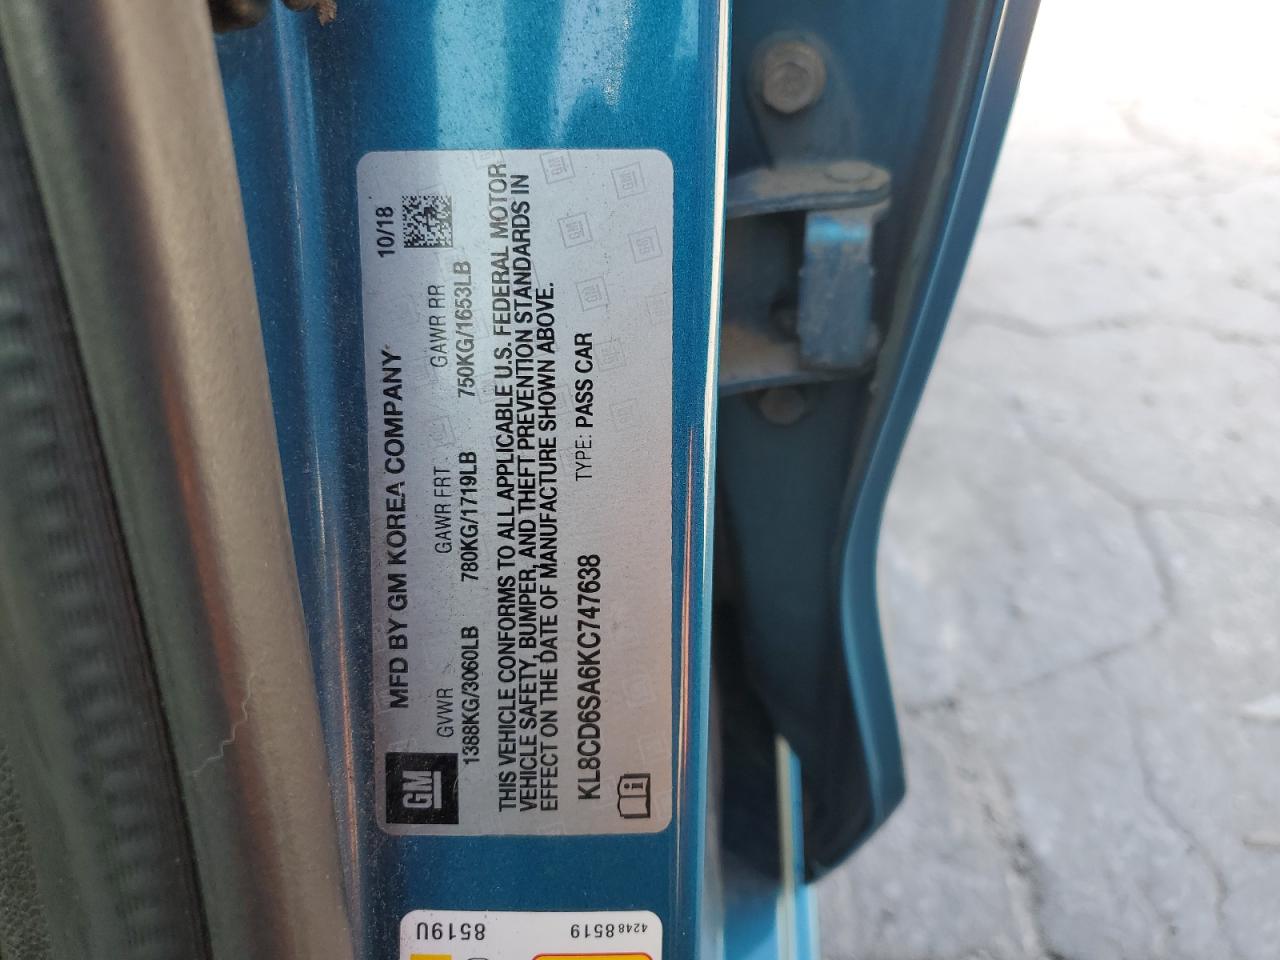 GM
MFD BY GM KOREA COMPANY 10/18
GVWR GAWR FRT GAWR RR
1388KG/3060LB 780KG/1719LB 750KG/1653LB
THIS VEHICLE CONFORMS TO ALL APPLICABLE U.S. FEDERAL MOTOR
VEHICLE SAFETY, BUMPER, AND THEFT PREVENTION STANDARDS IN
EFFECT ON THE DATE OF MANUFACTURE SHOWN ABOVE.
KL8CD6SA6KC747638 TYPE: PASS CAR
42488519
8519U